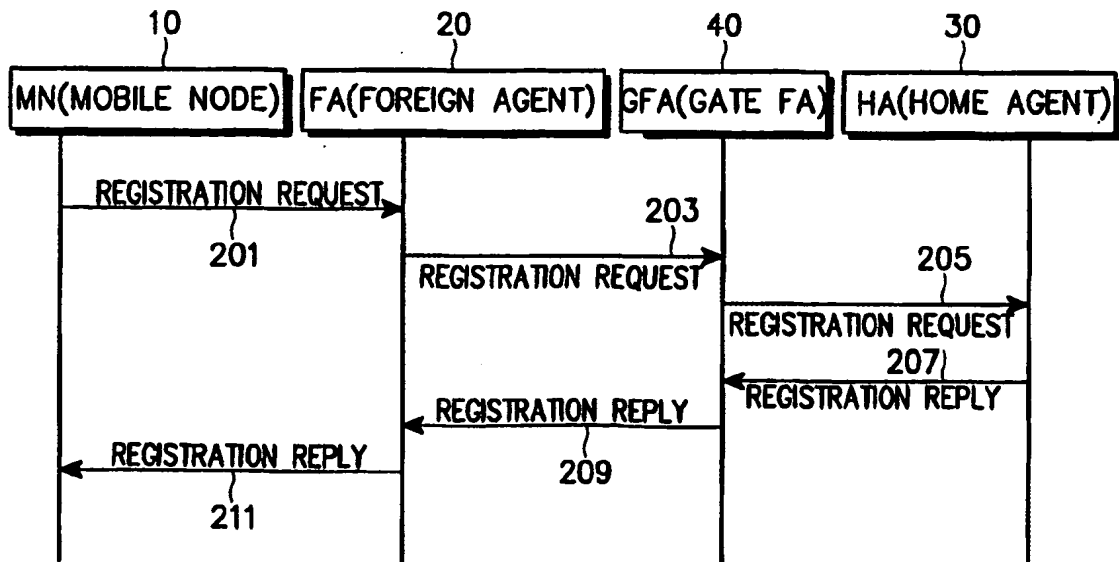 10
20
40
30
MN(MOBILE NODE)
FA(FOREIGN AGENT)
GFA(GATE FA)
HA(HOME AGENT)
REGISTRATION REQUEST
201
203
REGISTRATION REQUEST
205
REGISTRATION REQUEST
207
REGISTRATION REPLY
REGISTRATION REPLY
209
REGISTRATION REPLY
211